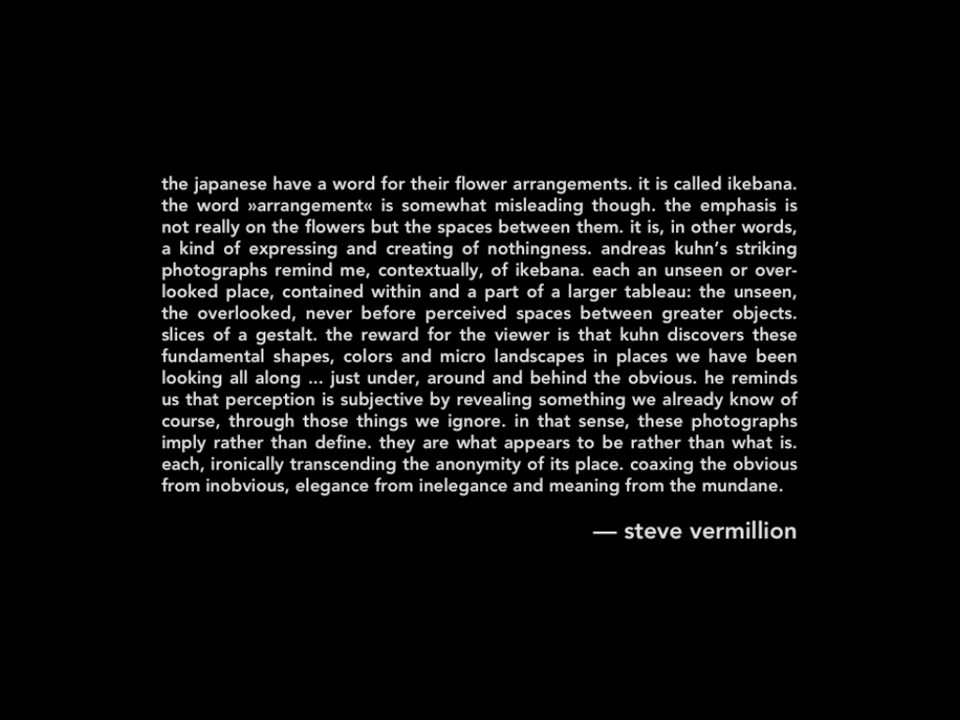 the japanese have a word for their flower arrangements. it is called ikebana.
the word »arrangement« is somewhat misleading though. the emphasis is
not really on the flowers but the spaces between them. it is, in other words,
a kind of expressing and creating of nothingness. andreas kuhn’s striking
photographs remind me, contextually, of ikebana. each an unseen or over-
looked place, contained within and a part of a larger tableau: the unseen,
the overlooked, never before perceived spaces between greater objects.
slices of a gestalt. the reward for the viewer is that kuhn discovers these
fundamental shapes, colors and micro landscapes in places we have been
looking all along ... just under, around and behind the obvious. he reminds
us that perception is subjective by revealing something we already know of
course, through those things we ignore. in that sense, these photographs
imply rather than define. they are what appears to be rather than what is.
each, ironically transcending the anonymity of its place. coaxing the obvious
from inobvious, elegance from inelegance and meaning from the mundane.
— steve vermillion